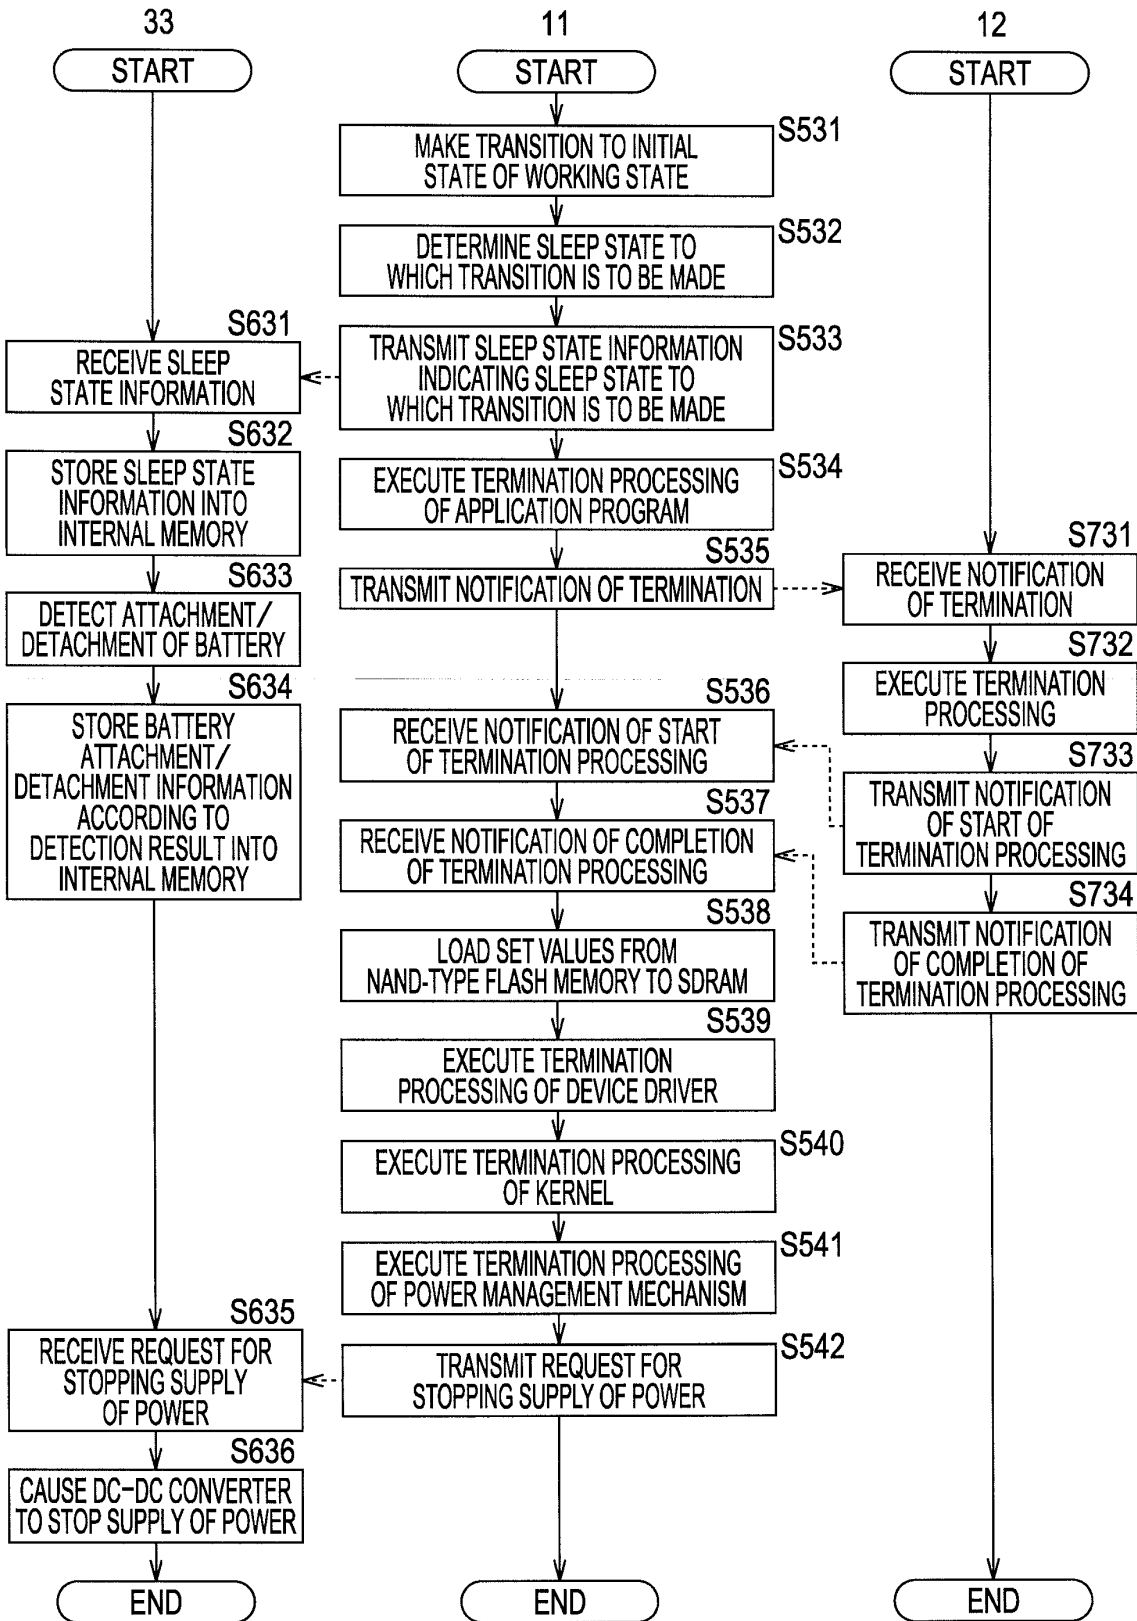 33
START
S631
RECEIVE SLEEP
STATE INFORMATION
S632
STORE SLEEP STATE
INFORMATION INTO
INTERNAL MEMORY
S633
DETECT ATTACHMENT/
DETACHMENT OF BATTERY
S634
STORE BATTERY
ATTACHMENT/
DETACHMENT INFORMATION
ACCORDING TO
DETECTION RESULT INTO
INTERNAL MEMORY
S635
RECEIVE REQUEST FOR
STOPPING SUPPLY
OF POWER
S636
CAUSE DC-DC CONVERTER
TO STOP SUPPLY OF POWER
END
11
START
S531
MAKE TRANSITION TO INITIAL
STATE OF WORKING STATE
S532
DETERMINE SLEEP STATE TO
WHICH TRANSITION IS TO BE MADE
S533
TRANSMIT SLEEP STATE INFORMATION
INDICATING SLEEP STATE TO
WHICH TRANSITION IS TO BE MADE
S534
EXECUTE TERMINATION PROCESSING
OF APPLICATION PROGRAM
S535
TRANSMIT NOTIFICATION OF TERMINATION
S536
RECEIVE NOTIFICATION OF START
OF TERMINATION PROCESSING
S537
RECEIVE NOTIFICATION OF COMPLETION
OF TERMINATION PROCESSING
S538
LOAD SET VALUES FROM
NAND-TYPE FLASH MEMORY TO SDRAM
S539
EXECUTE TERMINATION
PROCESSING OF DEVICE DRIVER
S540
EXECUTE TERMINATION PROCESSING
OF KERNEL
S541
EXECUTE TERMINATION PROCESSING
OF POWER MANAGEMENT MECHANISM
S542
TRANSMIT REQUEST FOR
STOPPING SUPPLY OF POWER
END
12
START
S731
RECEIVE NOTIFICATION
OF TERMINATION
S732
EXECUTE TERMINATION
PROCESSING
S733
TRANSMIT NOTIFICATION
OF START OF
TERMINATION PROCESSING
S734
TRANSMIT NOTIFICATION
OF COMPLETION OF
TERMINATION PROCESSING
END